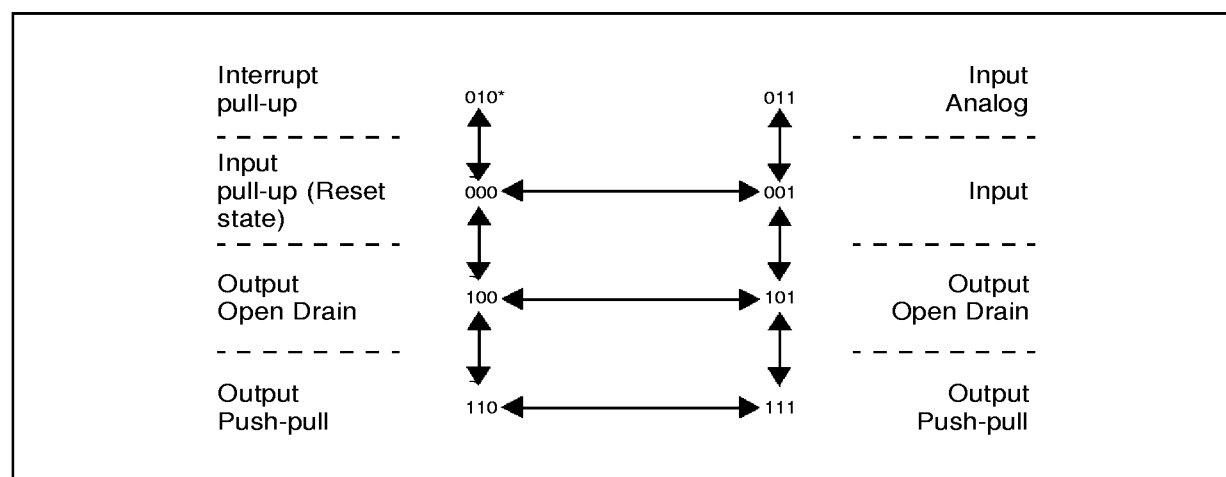 Interrupt
pull-up
010*
011
Input
Analog
Input
pull-up (Reset
state)
000
001
Input
Output
Open Drain
100
101
Output
Open Drain
Output
Push-pull
110
111
Output
Push-pull